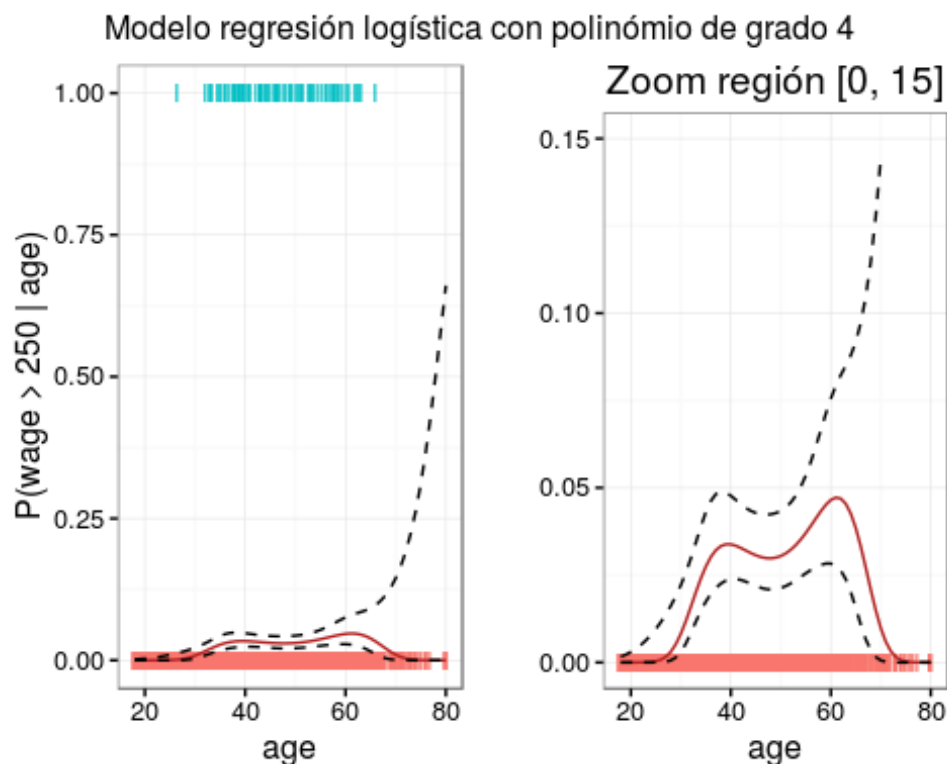 Modelo regresión logística con polinómio de grado 4
Zoom región [0, 15]
P(wage > 250 | age)
1.00
0.75
0.50
0.25
0.00
20 40 60 80
age
0.15
0.10
0.05
0.00
20 40 60 80
age